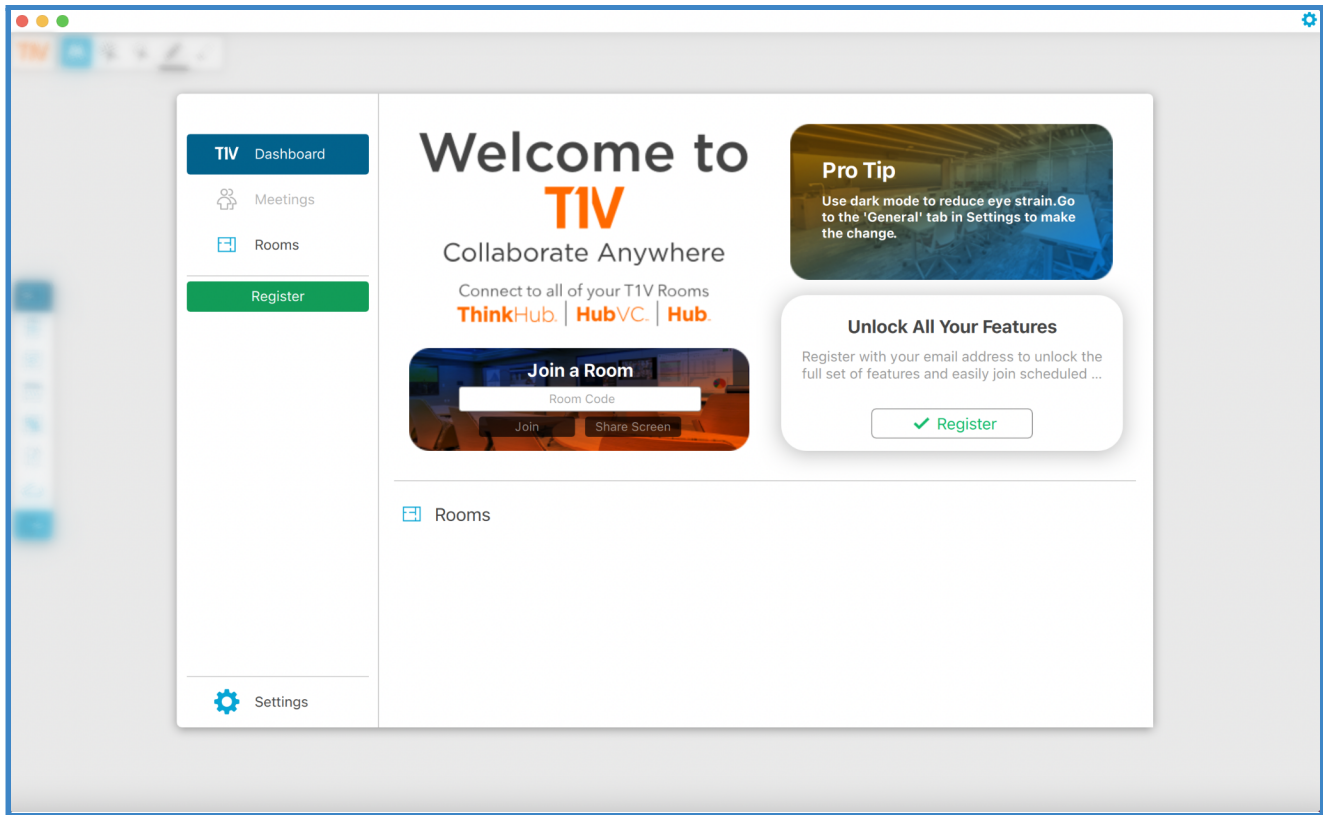 T1V
T1V Dashboard
Meetings
Rooms
Register
Settings
Welcome to
T1V
Collaborate Anywhere
Connect to all of your T1V Rooms
ThinkHub. | HubVC. | Hub.
Join a Room
Room Code
Join
Share Screen
Pro Tip
Use dark mode to reduce eye strain.Go
to the 'General' tab in Settings to make
the change.
Unlock All Your Features
Register with your email address to unlock the
full set of features and easily join scheduled ...
Register
Rooms